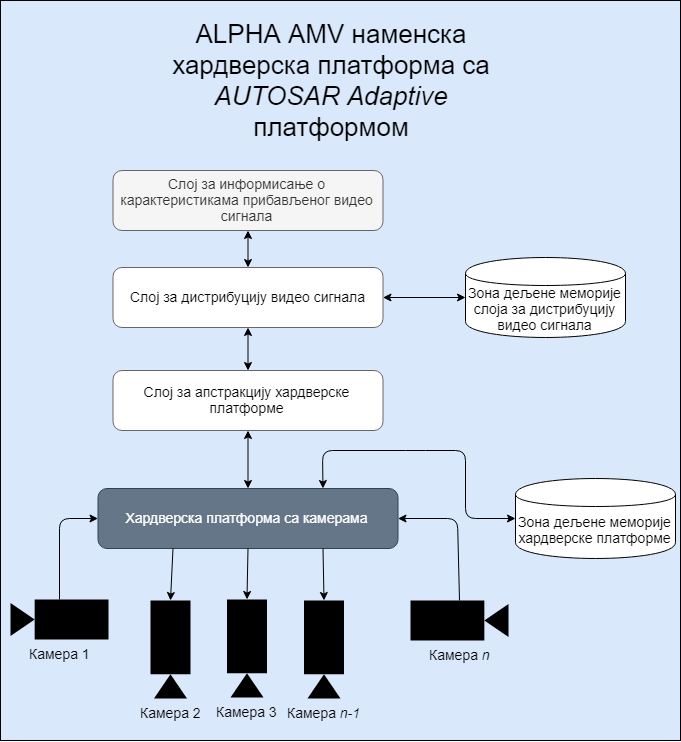 ALPHA AMV наменска
хардверска платформа са
AUTOSAR Adaptive
платформом
Слој за информисање о
карактеристикама прибављеног видео
сигнала
Слој за дистрибуцију видео сигнала
Зона дељене меморије
слоја за дистрибуцију
видео сигнала
Слој за апстракцију хардверске
платформе
Хардверска платформа са камерама
Зона дељене меморије
хардверске платформе
Камера 1
Камера 2
Камера 3
Камера n-1
Камера n